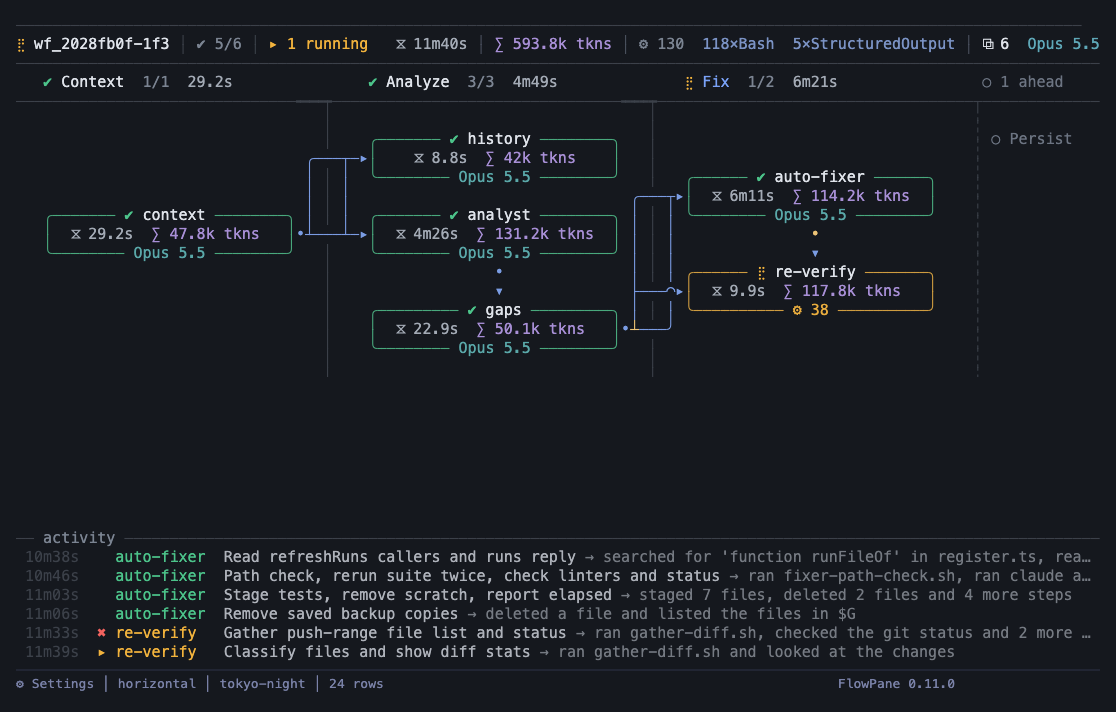 ⣿ wf_2028fb0f-1f3 │ ✔ 5/6 │ ▸ 1 running ⧖ 11m40s │ ∑ 593.8k tkns │ ⚙ 130 118×Bash 5×StructuredOutput │ ⧉ 6 Opus 5.5
✔ Context 1/1 29.2s ✔ Analyze 3/3 4m49s ⣿ Fix 1/2 6m21s ○ 1 ahead
✔ history ○ Persist
⧖ 8.8s ∑ 42k tkns
Opus 5.5 ✔ auto-fixer
⧖ 6m11s ∑ 114.2k tkns
✔ context ✔ analyst Opus 5.5
⧖ 29.2s ∑ 47.8k tkns ⧖ 4m26s ∑ 131.2k tkns
Opus 5.5 Opus 5.5
⣿ re-verify
⧖ 9.9s ∑ 117.8k tkns
✔ gaps ⚙ 38
⧖ 22.9s ∑ 50.1k tkns
Opus 5.5
activity
10m38s auto-fixer Read refreshRuns callers and runs reply → searched for 'function runFileOf' in register.ts, rea…
10m46s auto-fixer Path check, rerun suite twice, check linters and status → ran fixer-path-check.sh, ran claude a…
11m03s auto-fixer Stage tests, remove scratch, report elapsed → staged 7 files, deleted 2 files and 4 more steps
11m06s auto-fixer Remove saved backup copies → deleted a file and listed the files in $G
11m33s ✖ re-verify Gather push-range file list and status → ran gather-diff.sh, checked the git status and 2 more …
11m39s ▸ re-verify Classify files and show diff stats → ran gather-diff.sh and looked at the changes
⚙ Settings │ horizontal │ tokyo-night │ 24 rows FlowPane 0.11.0